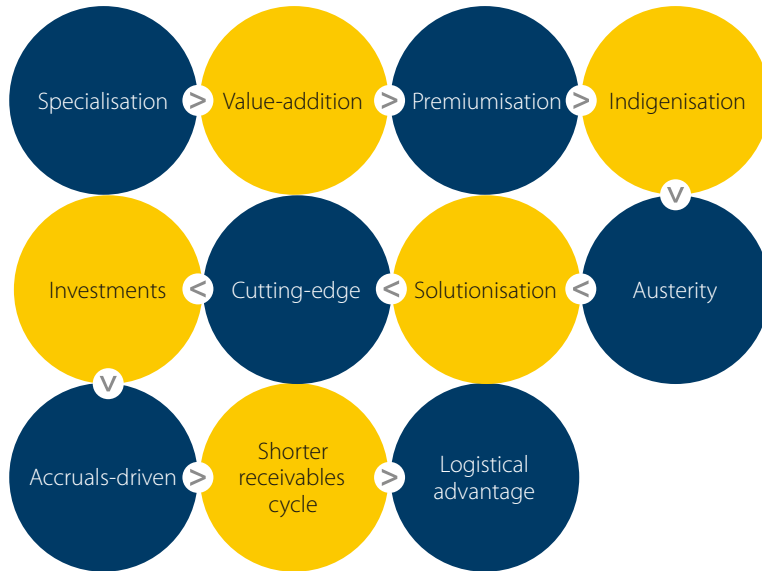 Specialisation
Value-addition
Premiumisation
Indigenisation
Austerity
Solutionisation
Cutting-edge
Investments
Accruals-driven
Shorter
receivables
cycle
Logistical
advantage